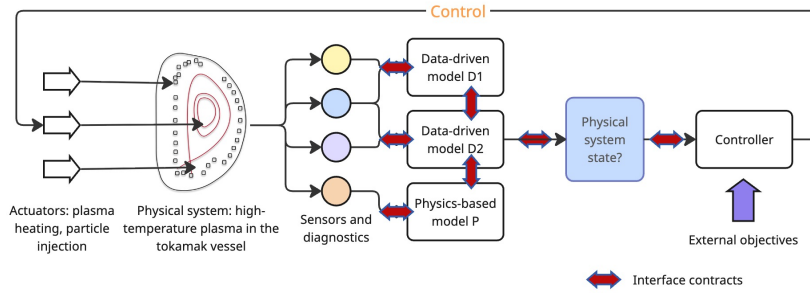 Control
Data-driven
model D1
Data-driven
model D2
Physics-based
model P
Physical
system
state?
Controller
Actuators: plasma
heating, particle
injection
Physical system: high-
temperature plasma in the
tokamak vessel
Sensors and
diagnostics
External objectives
Interface contracts